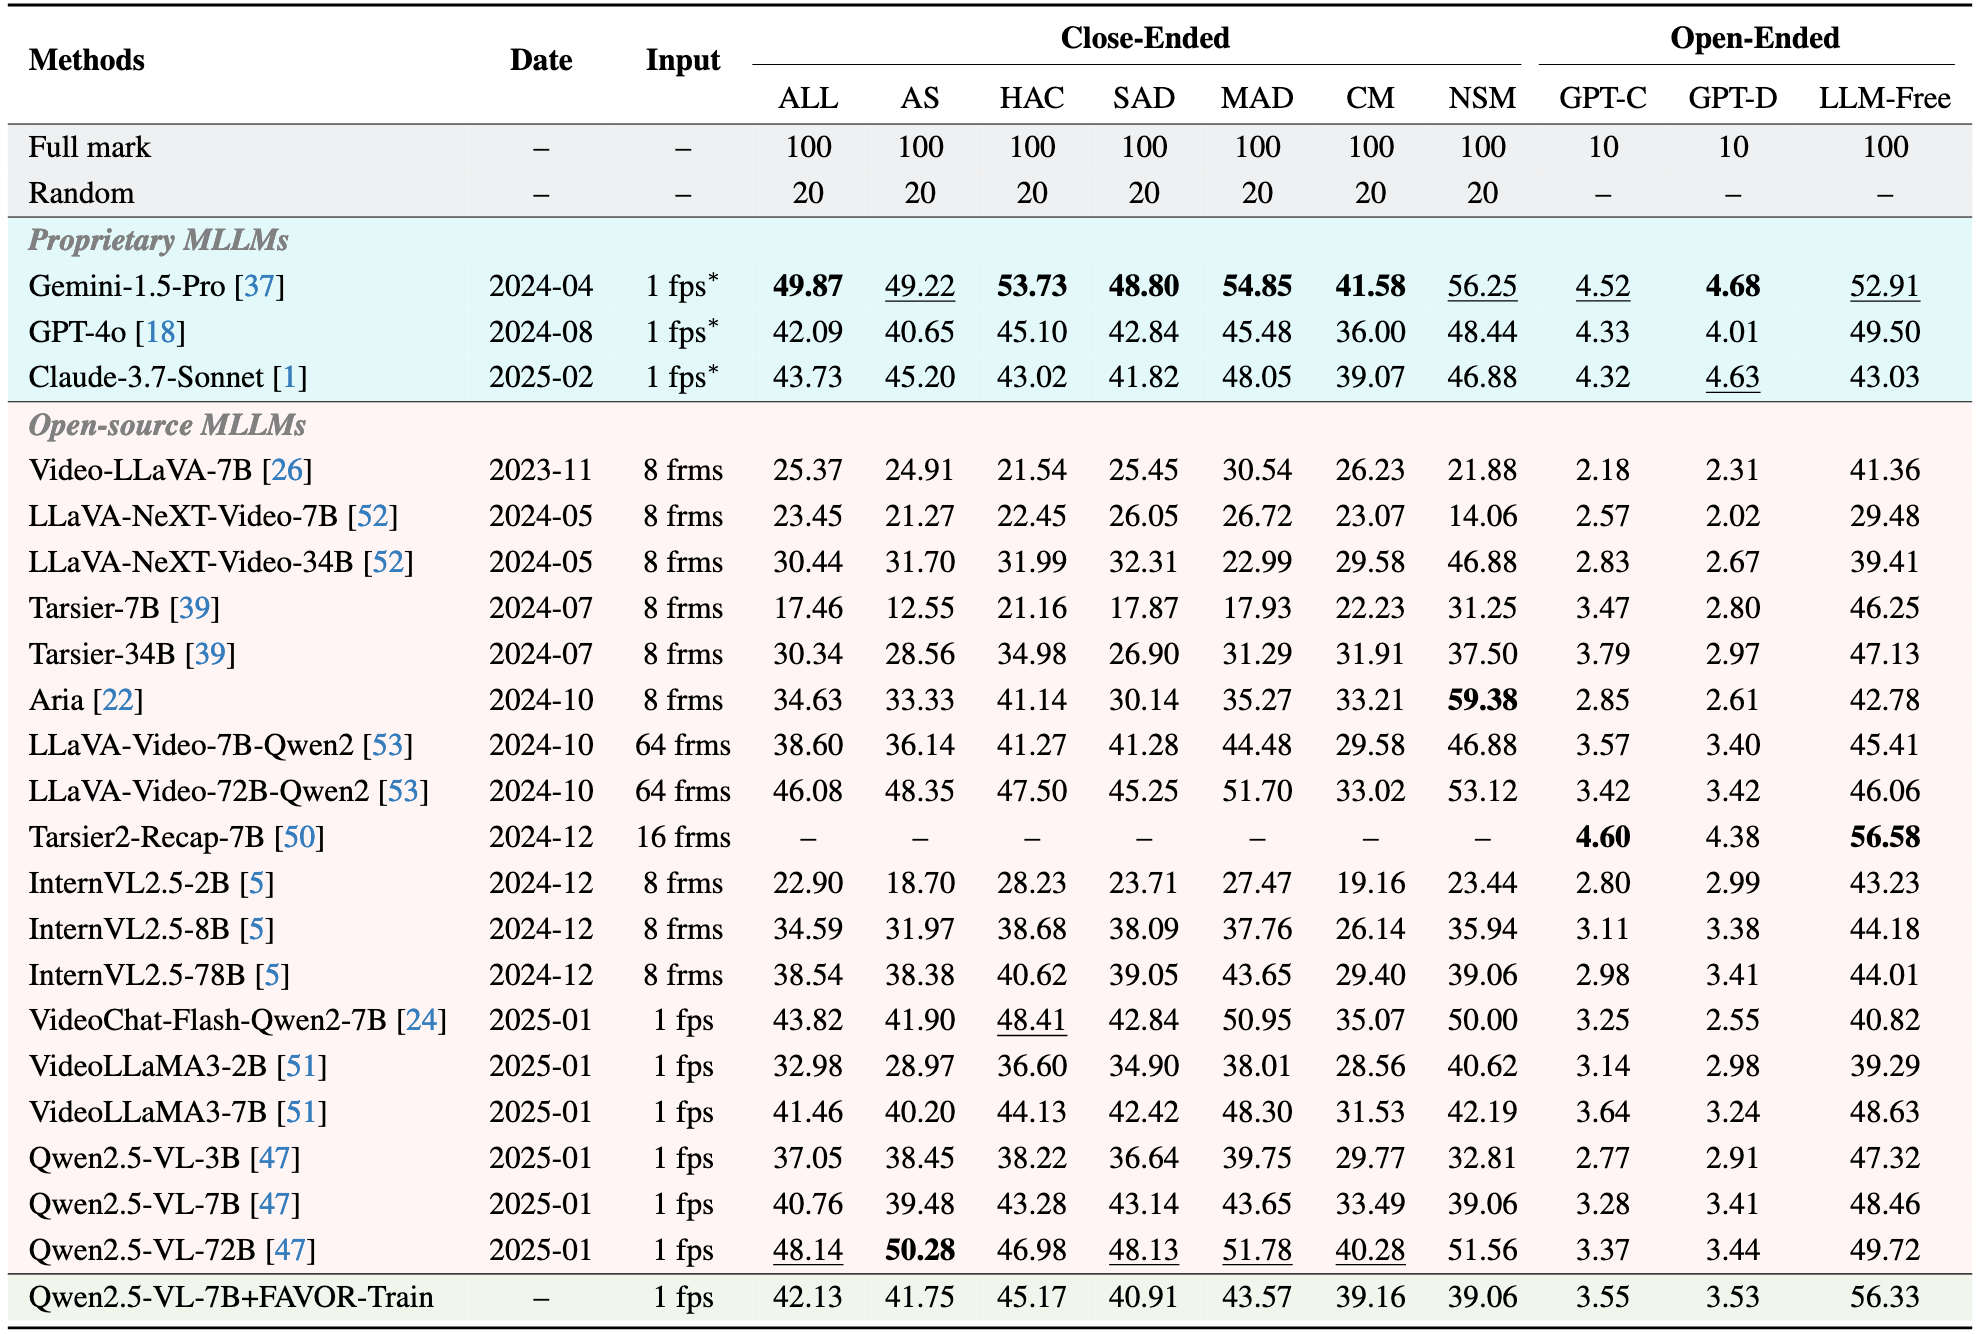 Methods Date Input Close-Ended Open-Ended
ALL AS HAC SAD MAD CM NSM GPT-C GPT-D LLM-Free
Full mark – – 100 100 100 100 100 100 100 10 10 100
Random – – 20 20 20 20 20 20 20 – – –
Proprietary MLLMs
Gemini-1.5-Pro [37] 2024-04 1 fps* 49.87 49.22 53.73 48.80 54.85 41.58 56.25 4.52 4.68 52.91
GPT-4o [18] 2024-08 1 fps* 42.09 40.65 45.10 42.84 45.48 36.00 48.44 4.33 4.01 49.50
Claude-3.7-Sonnet [1] 2025-02 1 fps* 43.73 45.20 43.02 41.82 48.05 39.07 46.88 4.32 4.63 43.03
Open-source MLLMs
Video-LLaVA-7B [26] 2023-11 8 frms 25.37 24.91 21.54 25.45 30.54 26.23 21.88 2.18 2.31 41.36
LLaVA-NeXT-Video-7B [52] 2024-05 8 frms 23.45 21.27 22.45 26.05 26.72 23.07 14.06 2.57 2.02 29.48
LLaVA-NeXT-Video-34B [52] 2024-05 8 frms 30.44 31.70 31.99 32.31 22.99 29.58 46.88 2.83 2.67 39.41
Tarsier-7B [39] 2024-07 8 frms 17.46 12.55 21.16 17.87 17.93 22.23 31.25 3.47 2.80 46.25
Tarsier-34B [39] 2024-07 8 frms 30.34 28.56 34.98 26.90 31.29 31.91 37.50 3.79 2.97 47.13
Aria [22] 2024-10 8 frms 34.63 33.33 41.14 30.14 35.27 33.21 59.38 2.85 2.61 42.78
LLaVA-Video-7B-Qwen2 [53] 2024-10 64 frms 38.60 36.14 41.27 41.28 44.48 29.58 46.88 3.57 3.40 45.41
LLaVA-Video-72B-Qwen2 [53] 2024-10 64 frms 46.08 48.35 47.50 45.25 51.70 33.02 53.12 3.42 3.42 46.06
Tarsier2-Recap-7B [50] 2024-12 16 frms – – – – – – – 4.60 4.38 56.58
InternVL2.5-2B [5] 2024-12 8 frms 22.90 18.70 28.23 23.71 27.47 19.16 23.44 2.80 2.99 43.23
InternVL2.5-8B [5] 2024-12 8 frms 34.59 31.97 38.68 38.09 37.76 26.14 35.94 3.11 3.38 44.18
InternVL2.5-78B [5] 2024-12 8 frms 38.54 38.38 40.62 39.05 43.65 29.40 39.06 2.98 3.41 44.01
VideoChat-Flash-Qwen2-7B [24] 2025-01 1 fps 43.82 41.90 48.41 42.84 50.95 35.07 50.00 3.25 2.55 40.82
VideoLLaMA3-2B [51] 2025-01 1 fps 32.98 28.97 36.60 34.90 38.01 28.56 40.62 3.14 2.98 39.29
VideoLLaMA3-7B [51] 2025-01 1 fps 41.46 40.20 44.13 42.42 48.30 31.53 42.19 3.64 3.24 48.63
Qwen2.5-VL-3B [47] 2025-01 1 fps 37.05 38.45 38.22 36.64 39.75 29.77 32.81 2.77 2.91 47.32
Qwen2.5-VL-7B [47] 2025-01 1 fps 40.76 39.48 43.28 43.14 43.65 33.49 39.06 3.28 3.41 48.46
Qwen2.5-VL-72B [47] 2025-01 1 fps 48.14 50.28 46.98 48.13 51.78 40.28 51.56 3.37 3.44 49.72
Qwen2.5-VL-7B+FAVOR-Train – 1 fps 42.13 41.75 45.17 40.91 43.57 39.16 39.06 3.55 3.53 56.33